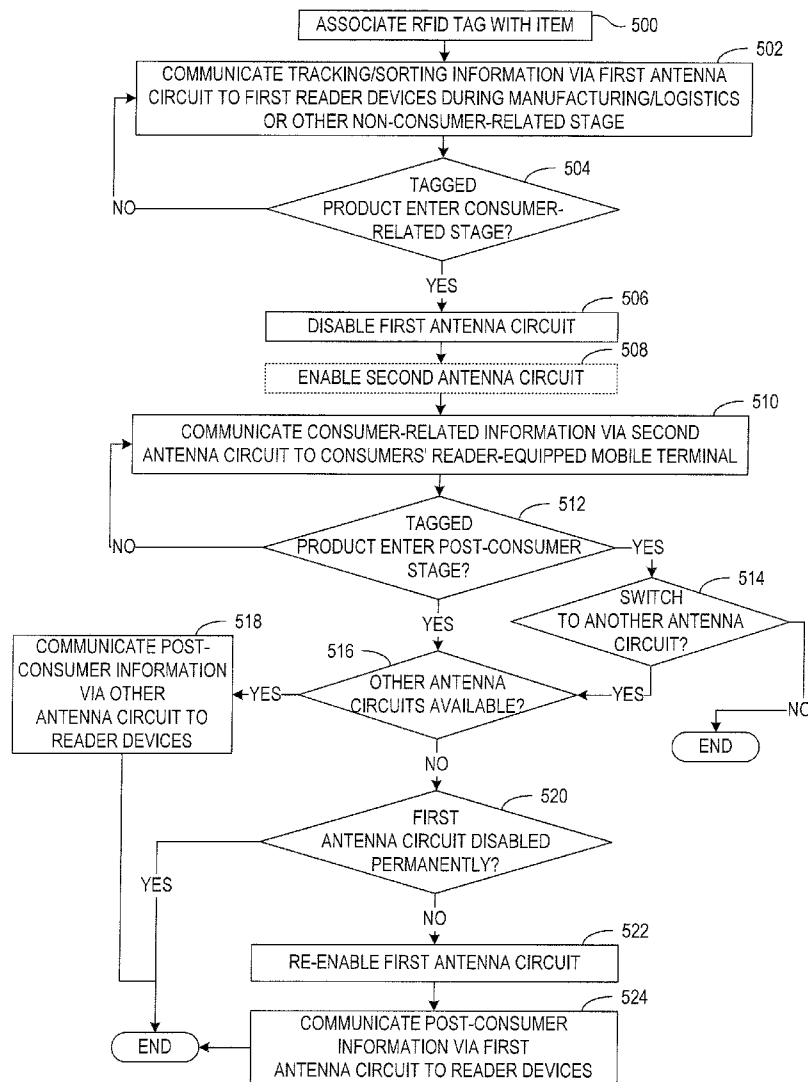 ASSOCIATE RFID TAG WITH ITEM
500
502
COMMUNICATE TRACKING/SORTING INFORMATION VIA FIRST ANTENNA
CIRCUIT TO FIRST READER DEVICES DURING MANUFACTURING/LOGISTICS
OR OTHER NON-CONSUMER-RELATED STAGE
504
TAGGED
PRODUCT ENTER CONSUMER-
RELATED STAGE?
NO
YES
506
DISABLE FIRST ANTENNA CIRCUIT
508
ENABLE SECOND ANTENNA CIRCUIT
510
COMMUNICATE CONSUMER-RELATED INFORMATION VIA SECOND
ANTENNA CIRCUIT TO CONSUMERS' READER-EQUIPPED MOBILE TERMINAL
512
TAGGED
PRODUCT ENTER POST-CONSUMER
STAGE?
NO
YES
YES
514
SWITCH
TO ANOTHER ANTENNA
CIRCUIT?
YES
NO
END
516
OTHER ANTENNA
CIRCUITS AVAILABLE?
YES
NO
518
COMMUNICATE POST-
CONSUMER INFORMATION
VIA OTHER
ANTENNA CIRCUIT TO
READER DEVICES
520
FIRST
ANTENNA CIRCUIT DISABLED
PERMANENTLY?
YES
NO
522
RE-ENABLE FIRST ANTENNA CIRCUIT
524
COMMUNICATE POST-CONSUMER
INFORMATION VIA FIRST
ANTENNA CIRCUIT TO READER DEVICES
END